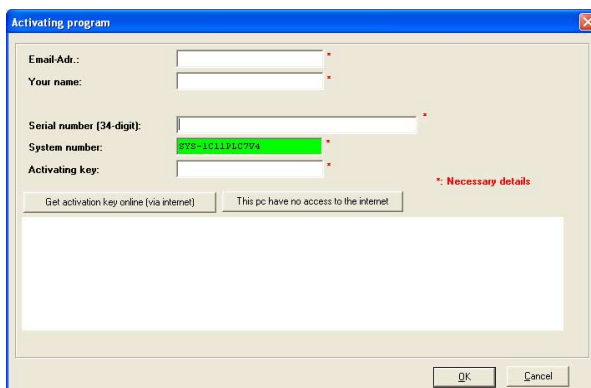 Activating program
Email-Adr.: *
Your name: *
Serial number (34-digit): *
System number: SYS-1C11PLC7V4 *
Activating key: *
*: Necessary details
Get activation key online (via internet) This pc have no access to the internet
OK Cancel